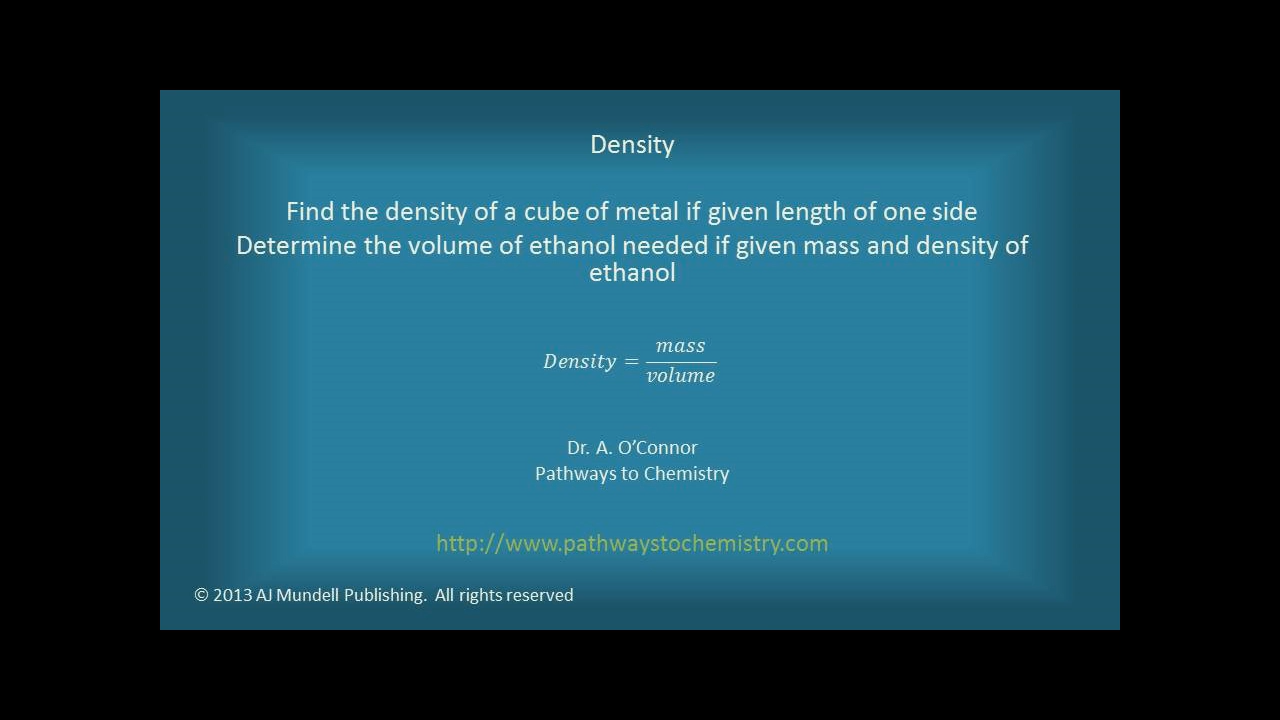 Density
Find the density of a cube of metal if given length of one side
Determine the volume of ethanol needed if given mass and density of
ethanol
Density = mass
volume
Dr. A. O’Connor
Pathways to Chemistry
http://www.pathwaystochemistry.com
© 2013 AJ Mundell Publishing.  All rights reserved